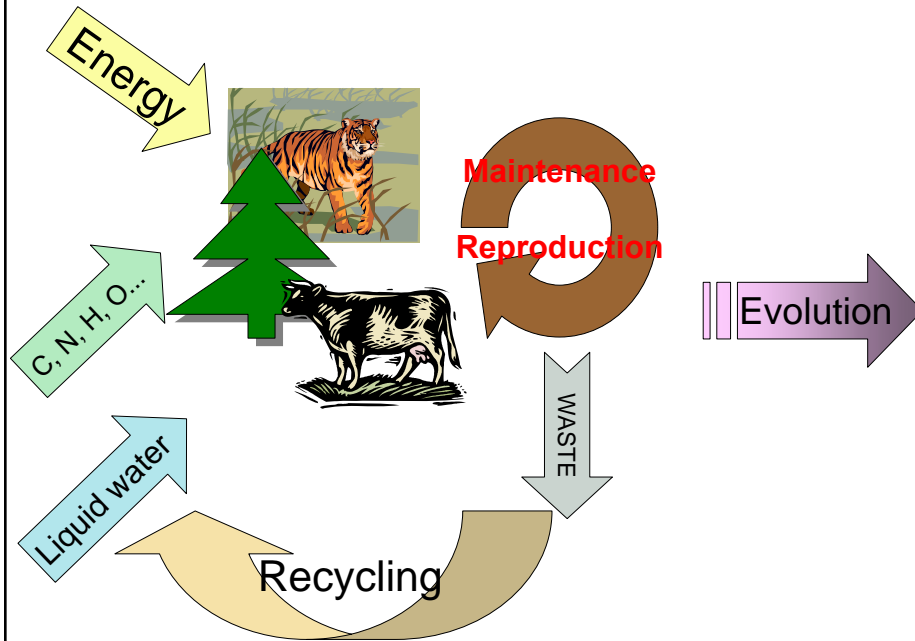 Energy
Maintenance
Reproduction
C, N, H, O...
Evolution
WASTE
Liquid water
Recycling